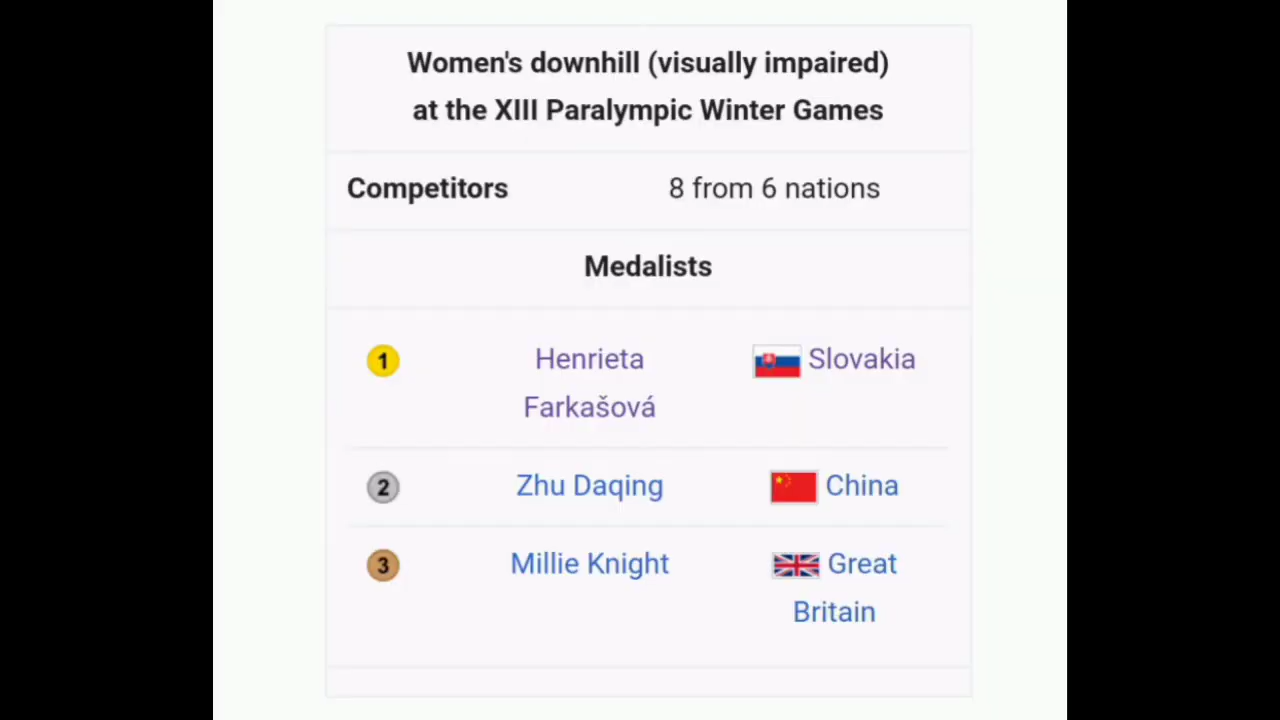 Women's downhill (visually impaired)
at the XIII Paralympic Winter Games
Competitors 8 from 6 nations
Medalists
1 Henrieta Slovakia
Farkašová
2 Zhu Daqing China
3 Millie Knight Great
Britain